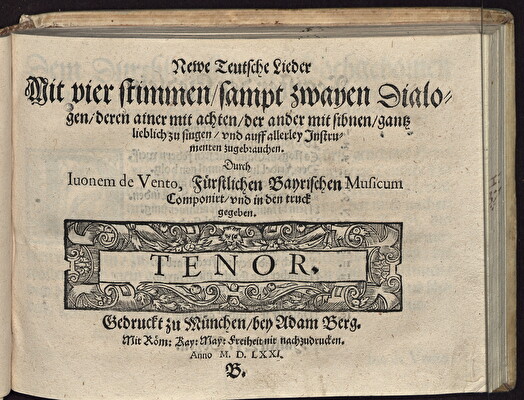 Newe Teutsche Lieder
Mit vier stimmen/sampt zwayen Dialo-
gen/deren ainer mit achten/der ander mit sibnen/gantz
lieblich zu singen/ vnd auff allerley Instru-
menten zugebrauchen.
Durch
Iuonem de Vento, Fürstlichen Bayrischen Musicum
Componirt/vnd in den truck
gegeben.
TENOR.
Gedruckt zu München/bey Adam Berg.
Mit Röm: Kay: May: Freiheit nit nachzudrucken.
Anno M. D. LXXI.
B.